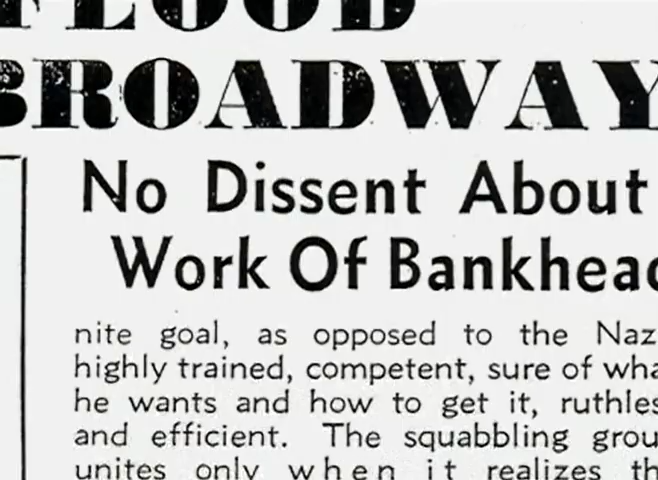 FLOOD
BROADWAY
No Dissent About
Work Of Bankhead
nite goal, as opposed to the Naz
highly trained, competent, sure of wha
he wants and how to get it, ruthles
and efficient. The squabbling grou
unites only when it realizes th